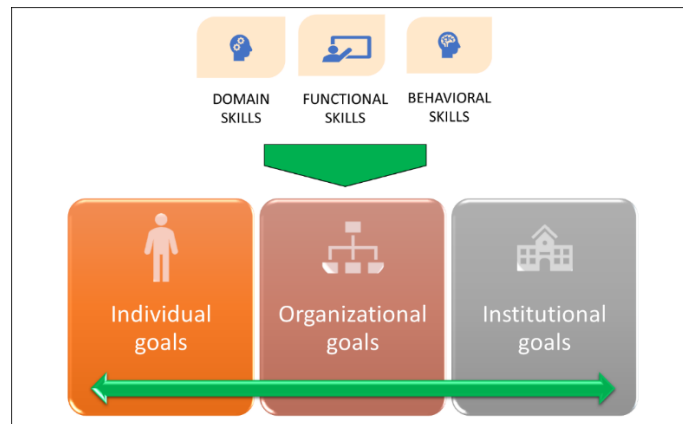 DOMAIN
SKILLS
FUNCTIONAL
SKILLS
BEHAVIORAL
SKILLS
Individual
goals
Organizational
goals
Institutional
goals